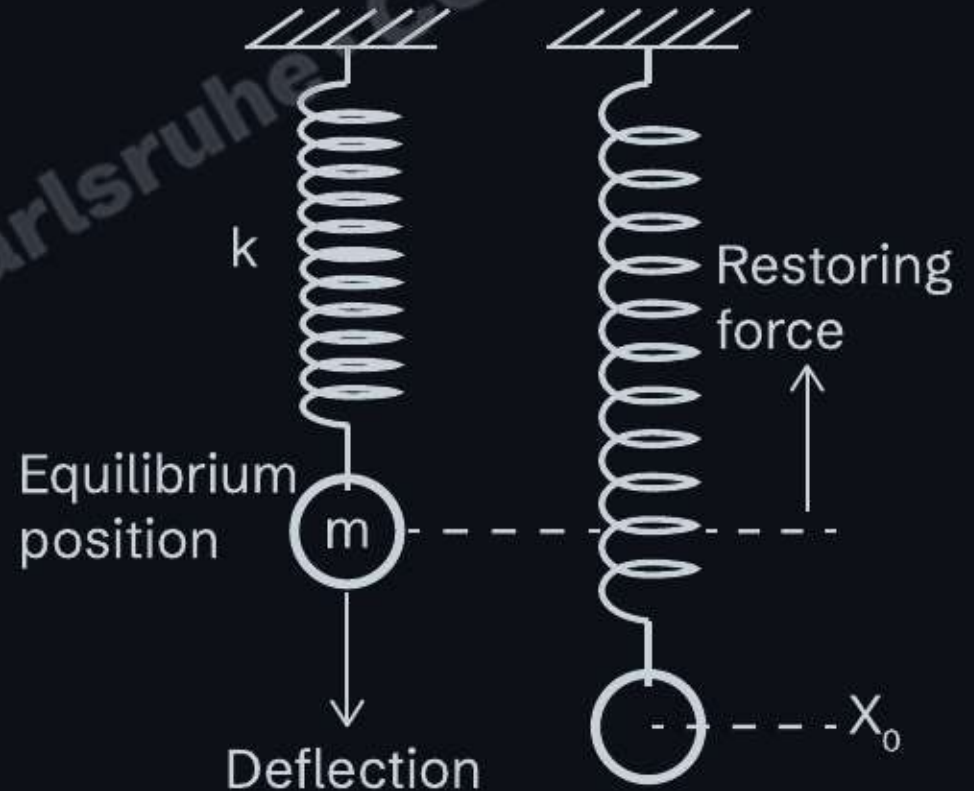 k
Restoring
force
Equilibrium
position
m
X₀
Deflection